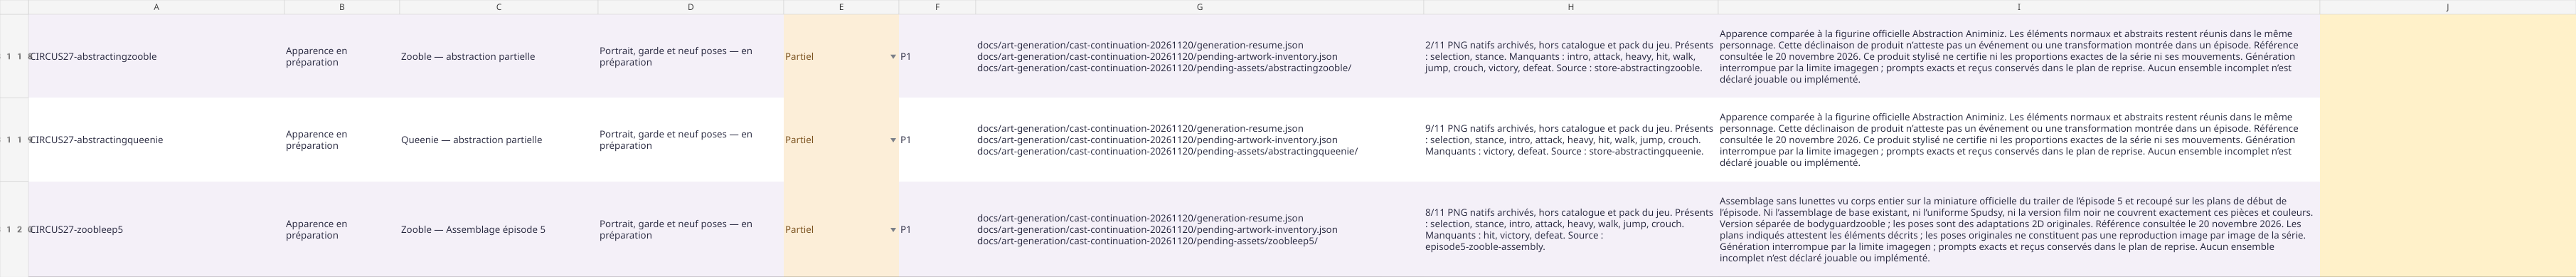 A B C D E F G H I J
CIRCUS27-abstractingzooble
Apparence en
préparation
Zooble — abstraction partielle
Portrait, garde et neuf poses — en
préparation
Partiel
P1
docs/art-generation/cast-continuation-20261120/generation-resume.json
docs/art-generation/cast-continuation-20261120/pending-artwork-inventory.json
docs/art-generation/cast-continuation-20261120/pending-assets/abstractingzooble/
2/11 PNG natifs archivés, hors catalogue et pack du jeu. Présents
: selection, stance. Manquants : intro, attack, heavy, hit, walk,
jump, crouch, victory, defeat. Source : store-abstractingzooble.
Apparence comparée à la figurine officielle Abstraction Animiniz. Les éléments normaux et abstraits restent réunis dans le même
personnage. Cette déclinaison de produit n’atteste pas un événement ou une transformation montrée dans un épisode. Référence
consultée le 20 novembre 2026. Ce produit stylisé ne certifie ni les proportions exactes de la série ni ses mouvements. Génération
interrompue par la limite imagegen ; prompts exacts et reçus conservés dans le plan de reprise. Aucun ensemble incomplet n’est
déclaré jouable ou implémenté.
CIRCUS27-abstractingqueenie
Apparence en
préparation
Queenie — abstraction partielle
Portrait, garde et neuf poses — en
préparation
Partiel
P1
docs/art-generation/cast-continuation-20261120/generation-resume.json
docs/art-generation/cast-continuation-20261120/pending-artwork-inventory.json
docs/art-generation/cast-continuation-20261120/pending-assets/abstractingqueenie/
9/11 PNG natifs archivés, hors catalogue et pack du jeu. Présents
: selection, stance, intro, attack, heavy, hit, walk, jump, crouch.
Manquants : victory, defeat. Source : store-abstractingqueenie.
Apparence comparée à la figurine officielle Abstraction Animiniz. Les éléments normaux et abstraits restent réunis dans le même
personnage. Cette déclinaison de produit n’atteste pas un événement ou une transformation montrée dans un épisode. Référence
consultée le 20 novembre 2026. Ce produit stylisé ne certifie ni les proportions exactes de la série ni ses mouvements. Génération
interrompue par la limite imagegen ; prompts exacts et reçus conservés dans le plan de reprise. Aucun ensemble incomplet n’est
déclaré jouable ou implémenté.
CIRCUS27-zoobleep5
Apparence en
préparation
Zooble — Assemblage épisode 5
Portrait, garde et neuf poses — en
préparation
Partiel
P1
docs/art-generation/cast-continuation-20261120/generation-resume.json
docs/art-generation/cast-continuation-20261120/pending-artwork-inventory.json
docs/art-generation/cast-continuation-20261120/pending-assets/zoobleep5/
8/11 PNG natifs archivés, hors catalogue et pack du jeu. Présents
: selection, stance, intro, attack, heavy, walk, jump, crouch.
Manquants : hit, victory, defeat. Source :
episode5-zooble-assembly.
Assemblage sans lunettes vu corps entier sur la miniature officielle du trailer de l’épisode 5 et recoupé sur les plans de début de
l’épisode. Ni l’assemblage de base existant, ni l’uniforme Spudsy, ni la version film noir ne couvrent exactement ces pièces et couleurs.
Version séparée de bodyguardzooble ; les poses sont des adaptations 2D originales. Référence consultée le 20 novembre 2026. Les
plans indiqués attestent les éléments décrits ; les poses originales ne constituent pas une reproduction image par image de la série.
Génération interrompue par la limite imagegen ; prompts exacts et reçus conservés dans le plan de reprise. Aucun ensemble
incomplet n’est déclaré jouable ou implémenté.